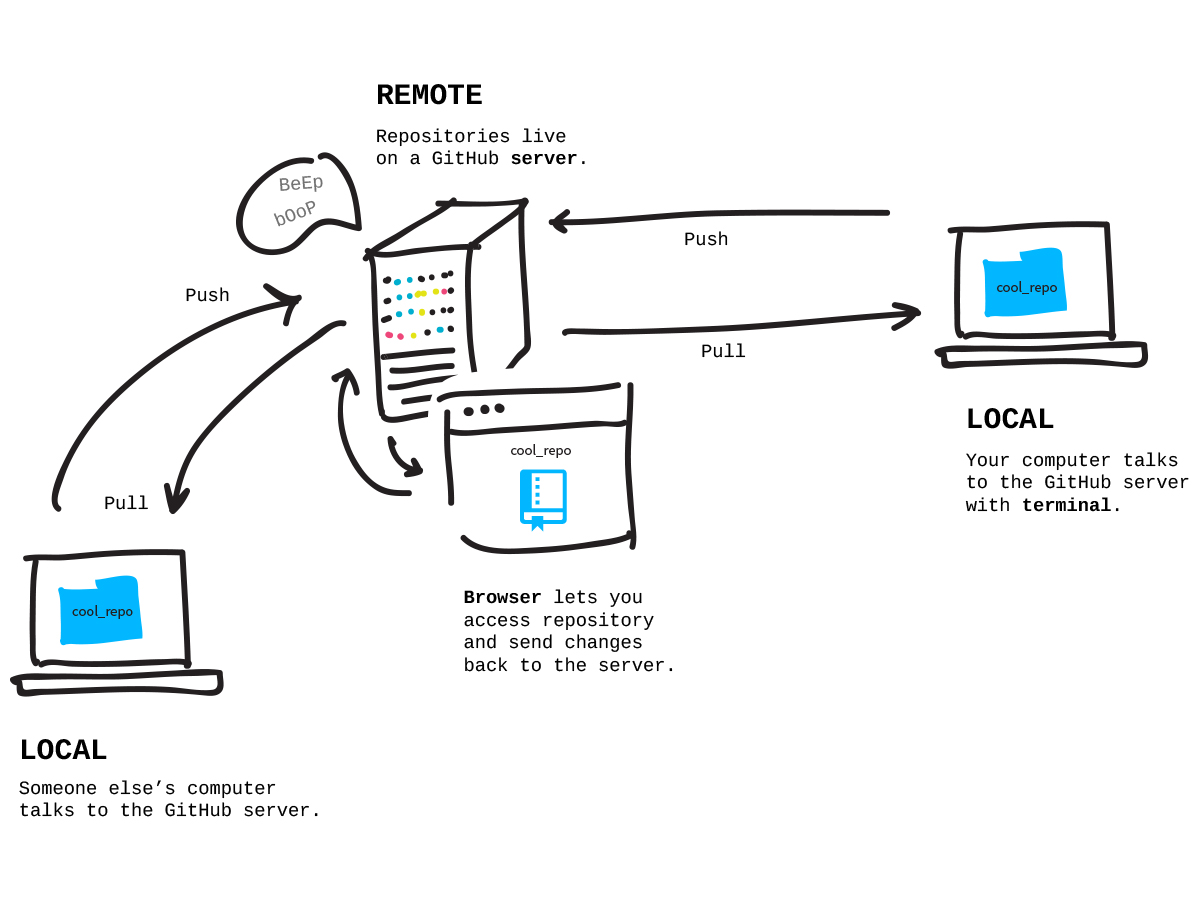 REMOTE
Repositories live
on a GitHub server.
BeEp
bOoP
Push
Push
Pull
cool_repo
Pull
cool_repo
LOCAL
Your computer talks
to the GitHub server
with terminal.
cool_repo
Browser lets you
access repository
and send changes
back to the server.
cool_repo
LOCAL
Someone else’s computer
talks to the GitHub server.